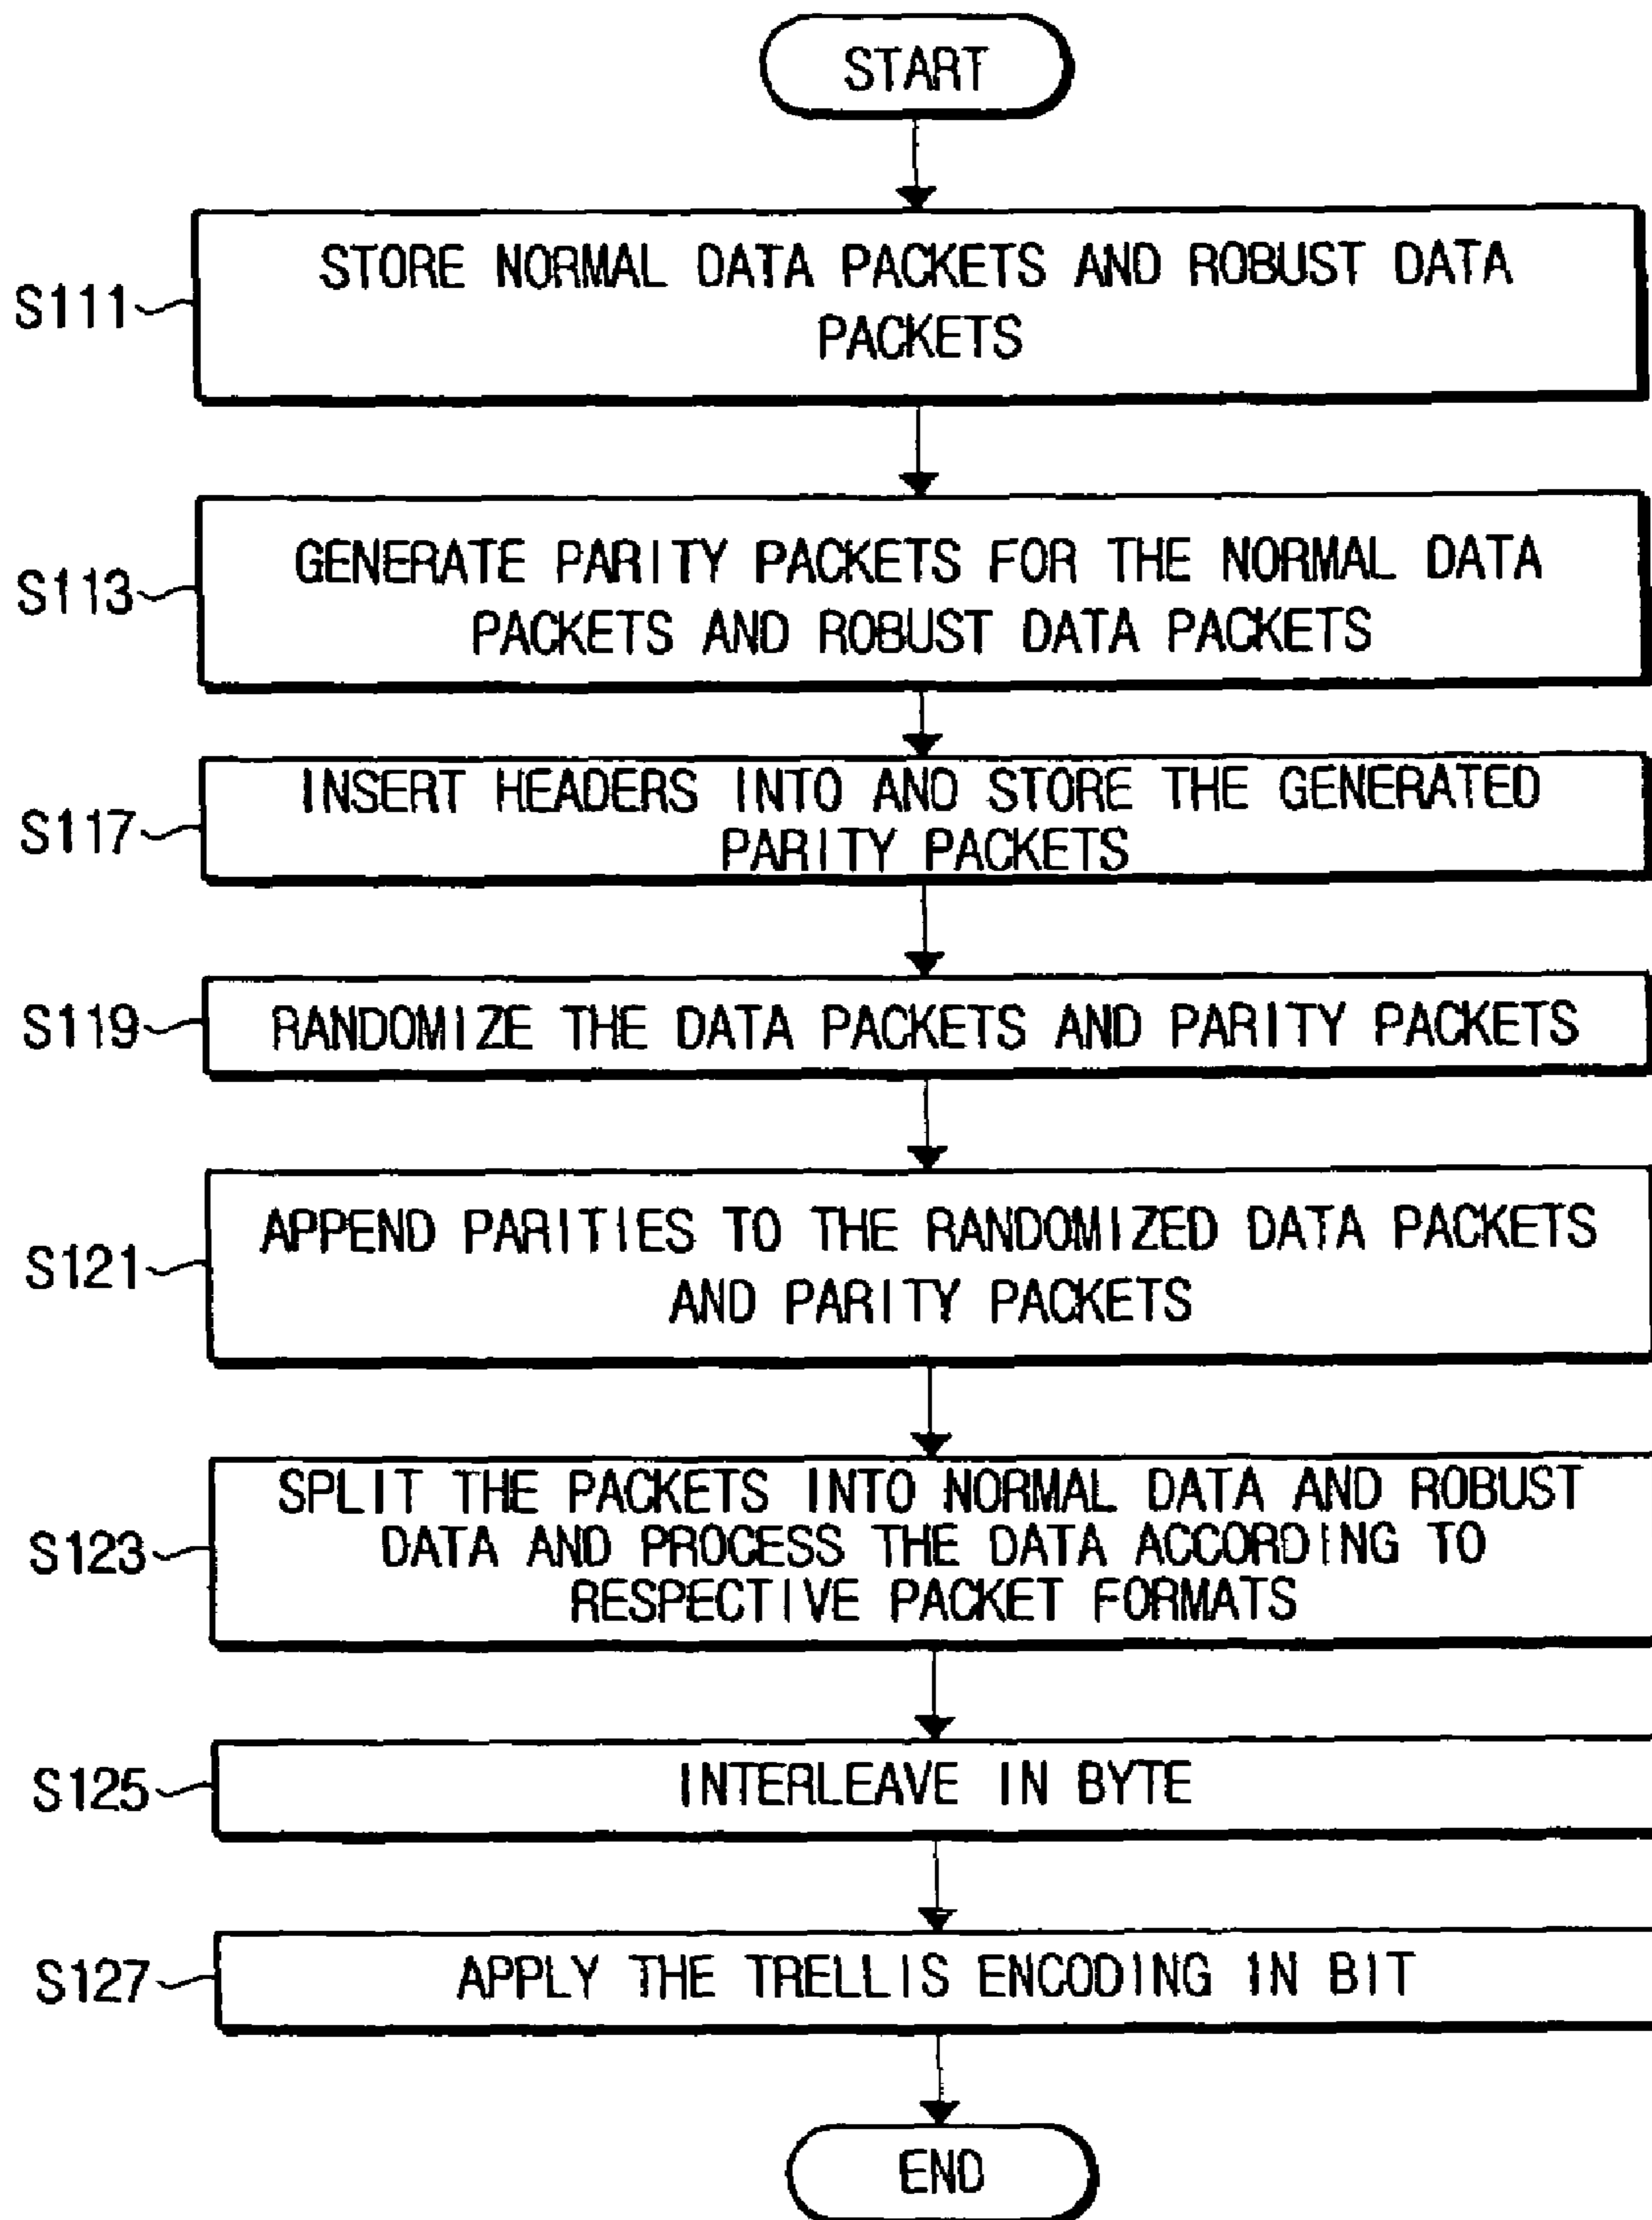 START
S111
STORE NORMAL DATA PACKETS AND ROBUST DATA
PACKETS
S113
GENERATE PARITY PACKETS FOR THE NORMAL DATA
PACKETS AND ROBUST DATA PACKETS
S117
INSERT HEADERS INTO AND STORE THE GENERATED
PARITY PACKETS
S119
RANDOMIZE THE DATA PACKETS AND PARITY PACKETS
S121
APPEND PARITIES TO THE RANDOMIZED DATA PACKETS
AND PARITY PACKETS
S123
SPLIT THE PACKETS INTO NORMAL DATA AND ROBUST
DATA AND PROCESS THE DATA ACCORDING TO
RESPECTIVE PACKET FORMATS
S125
INTERLEAVE IN BYTE
S127
APPLY THE TRELLIS ENCODING IN BIT
END